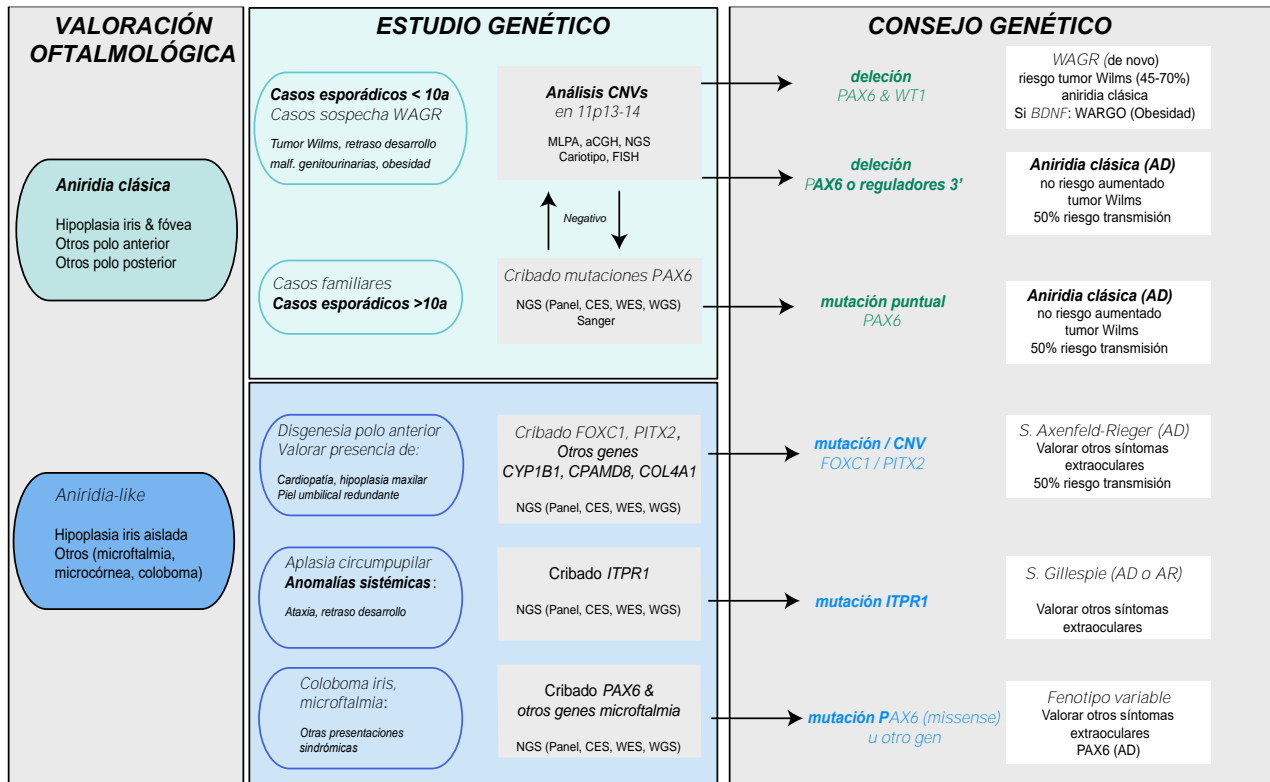 VALORACIÓN
OFTALMOLÓGICA
ESTUDIO GENÉTICO
CONSEJO GENÉTICO
Aniridia clásica
Hipoplasia iris & fóvea
Otros polo anterior
Otros polo posterior
Casos esporádicos < 10a
Casos sospecha WAGR
Tumor Wilms, retraso desarrollo
malf. genitourinarias, obesidad
Análisis CNVs
en 11p13-14
MLPA, aCGH, NGS
Cariotipo, FISH
Negativo
Casos familiares
Casos esporádicos >10a
Cribado mutaciones PAX6
NGS (Panel, CES, WES, WGS)
Sanger
deleción
PAX6 & WT1
WAGR (de novo)
riesgo tumor Wilms (45-70%)
aniridia clásica
Si BDNF: WARGO (Obesidad)
deleción
PAX6 o reguladores 3'
Aniridia clásica (AD)
no riesgo aumentado
tumor Wilms
50% riesgo transmisión
mutación puntual
PAX6
Aniridia clásica (AD)
no riesgo aumentado
tumor Wilms
50% riesgo transmisión
Aniridia-like
Hipoplasia iris aislada
Otros (microftalmia,
microcórnea, coloboma)
Disgenesia polo anterior
Valorar presencia de:
Cardiopatía, hipoplasia maxilar
Piel umbilical redundante
Cribado FOXC1, PITX2,
Otros genes
CYP1B1, CPAMD8, COL4A1
NGS (Panel, CES, WES, WGS)
mutación / CNV
FOXC1 / PITX2
S. Axenfeld-Rieger (AD)
Valorar otros síntomas
extraoculares
50% riesgo transmisión
Aplasia circumpupilar
Anomalías sistémicas:
Ataxia, retraso desarrollo
Cribado ITPR1
NGS (Panel, CES, WES, WGS)
mutación ITPR1
S. Gillespie (AD o AR)
Valorar otros síntomas
extraoculares
Coloboma iris,
microftalmia:
Otras presentaciones
sindrómicas
Cribado PAX6 &
otros genes microftalmia
NGS (Panel, CES, WES, WGS)
mutación PAX6 (missense)
u otro gen
Fenotipo variable
Valorar otros síntomas
extraoculares
PAX6 (AD)